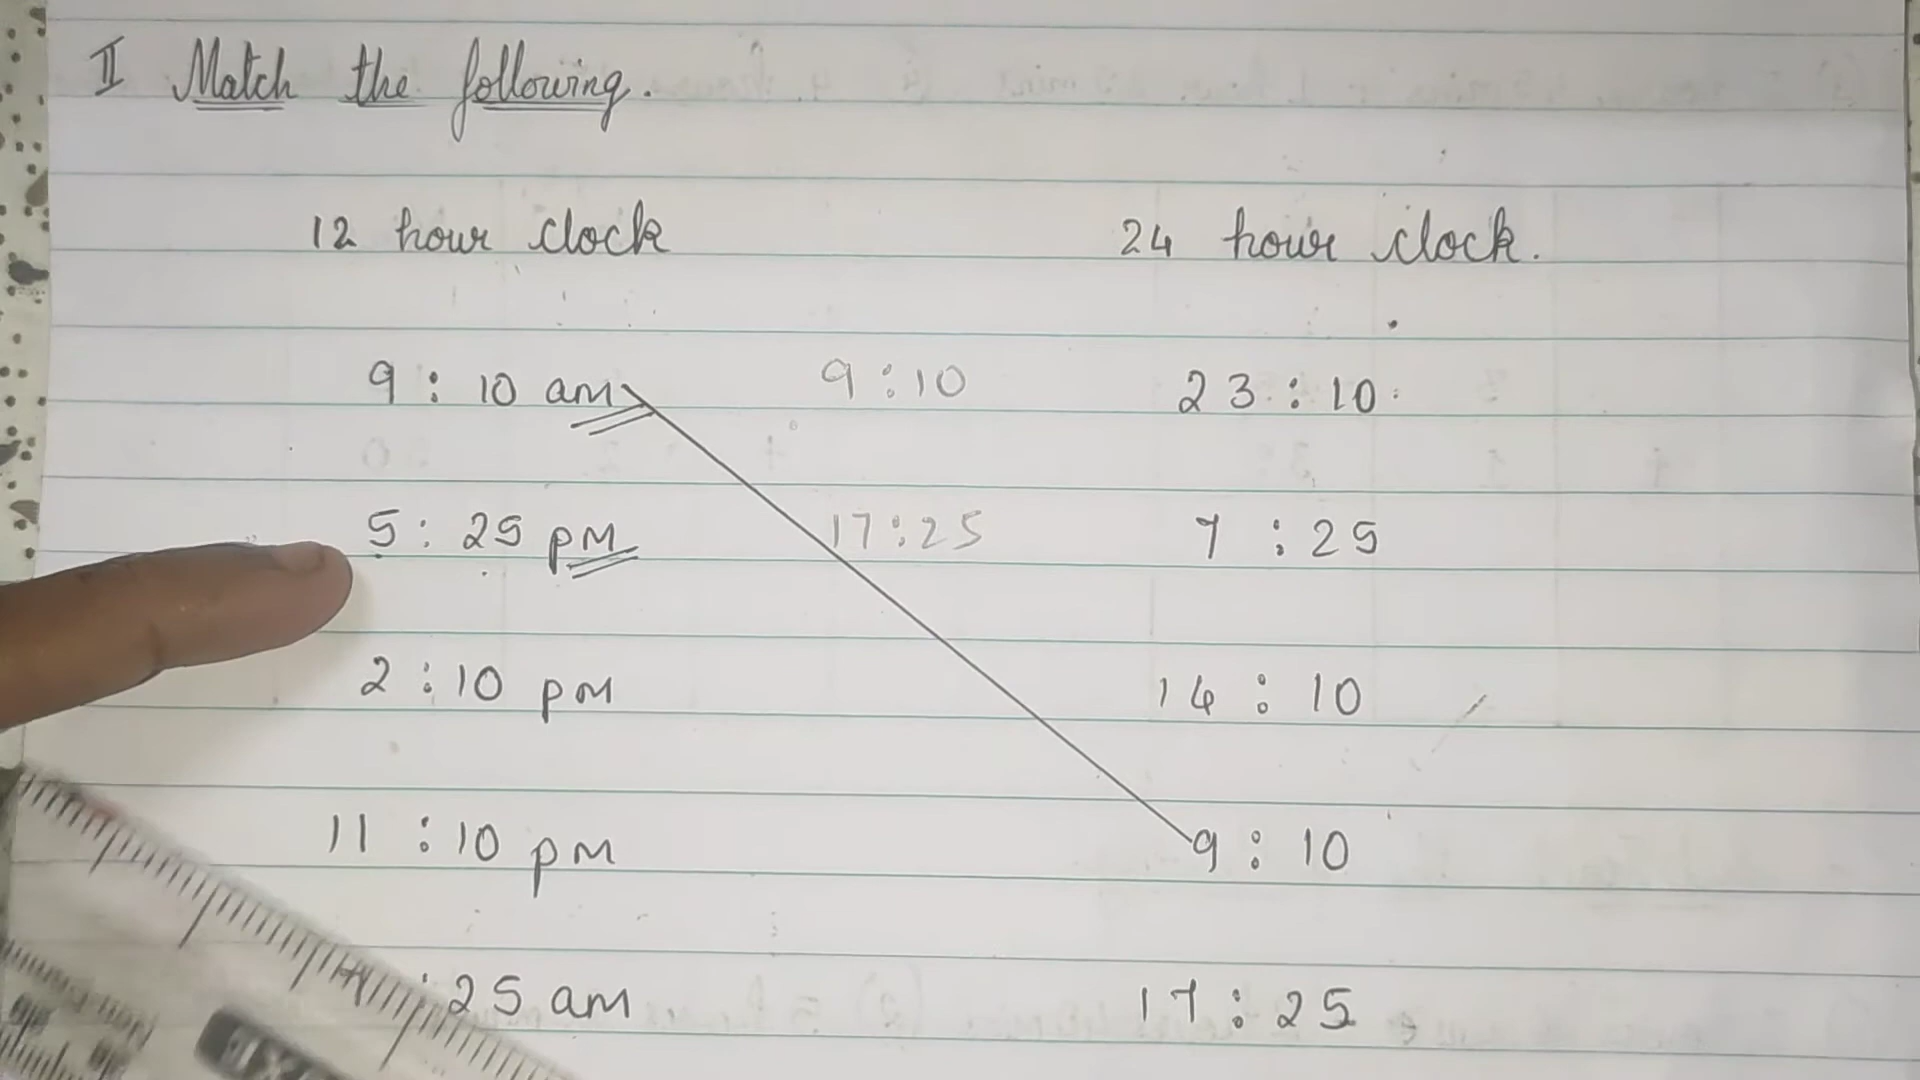 II Match the following.
12 hour clock 24 hour clock.
9 : 10 am 9 : 10 23 : 10
5 : 25 pm 17 : 25 7 : 25
2 : 10 pm 14 : 10
11 : 10 pm 9 : 10
: 25 am 17 : 25